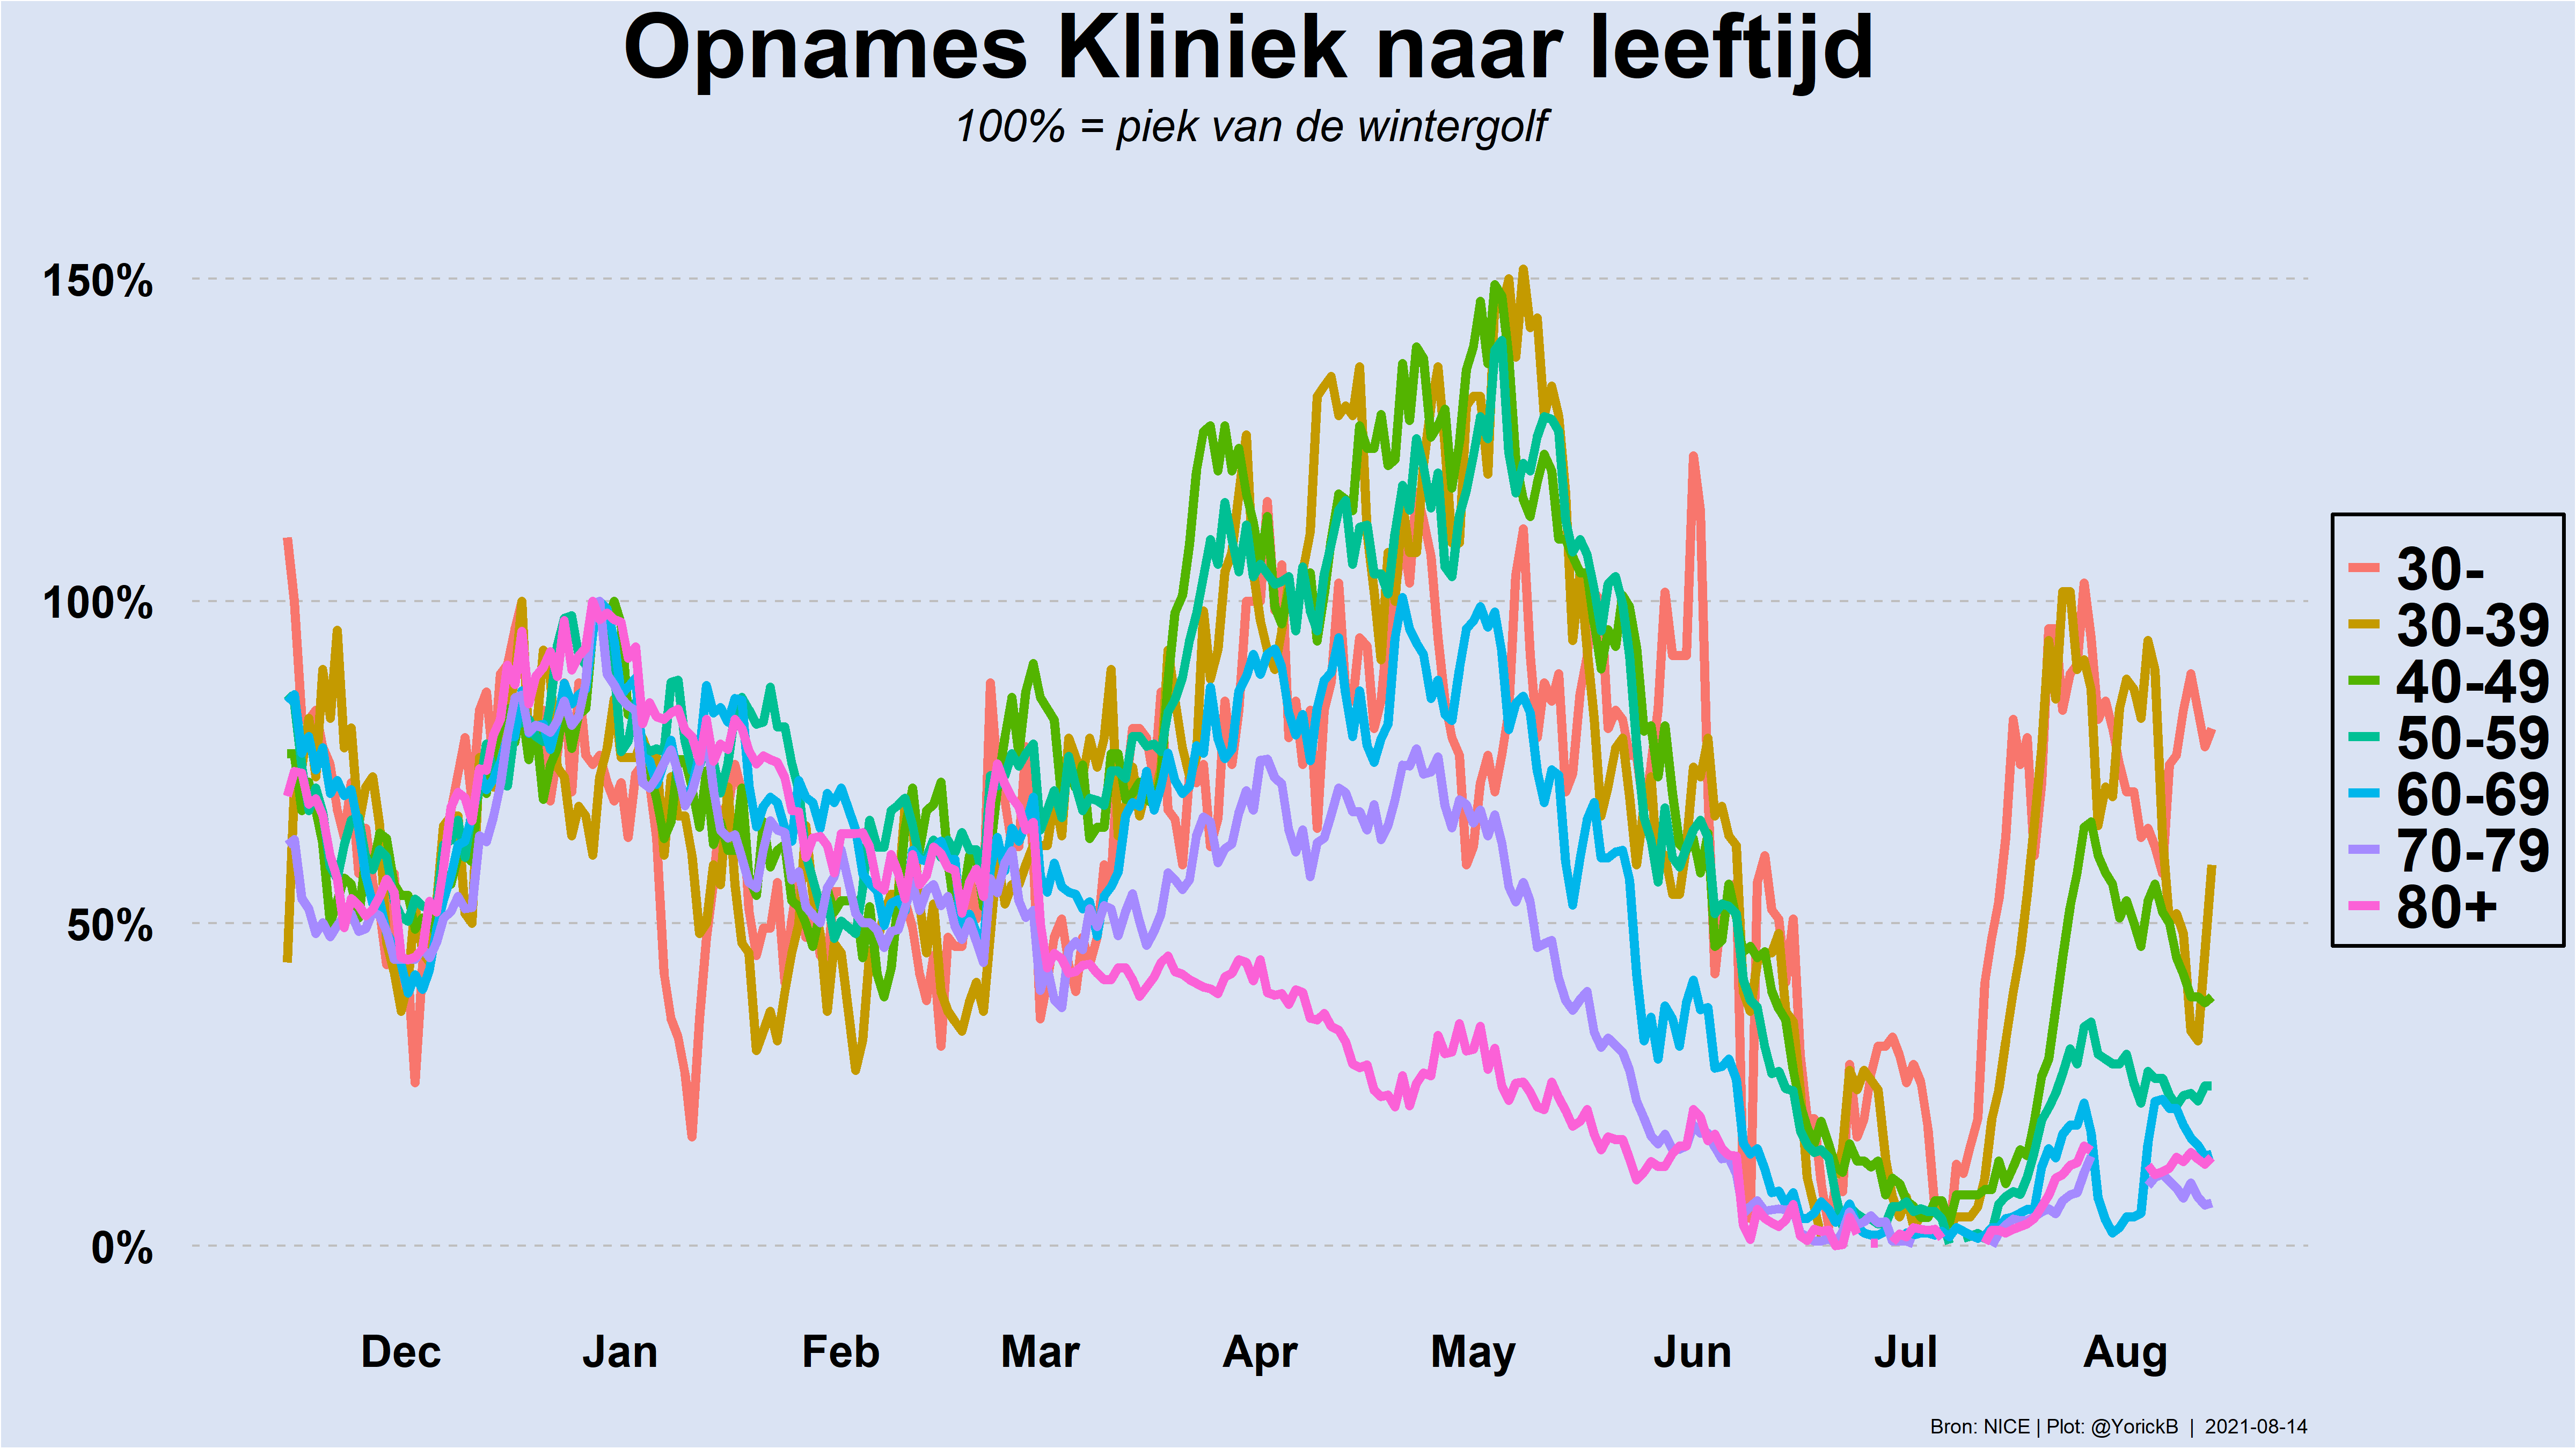 Opnames Kliniek naar leeftijd
100% = piek van de wintergolf
150%
100%
50%
0%
Dec Jan Feb Mar Apr May Jun Jul Aug
30-
30-39
40-49
50-59
60-69
70-79
80+
Bron: NICE | Plot: @YorickB | 2021-08-14